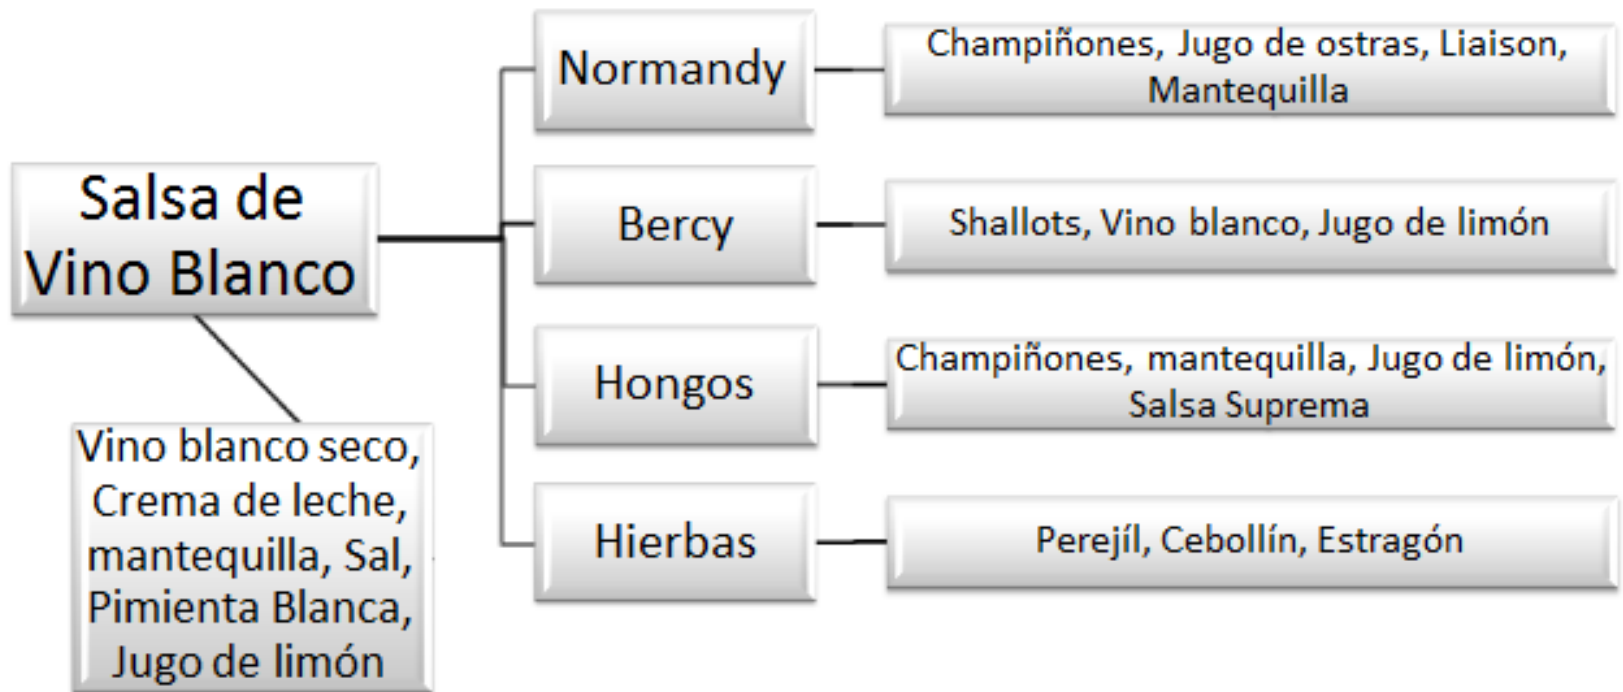 Salsa de
Vino Blanco
Vino blanco seco,
Crema de leche,
mantequilla, Sal,
Pimienta Blanca,
Jugo de limón
Normandy
Champiñones, Jugo de ostras, Liaison,
Mantequilla
Bercy
Shallots, Vino blanco, Jugo de limón
Hongos
Champiñones, mantequilla, Jugo de limón,
Salsa Suprema
Hierbas
Perejíl, Cebollín, Estragón